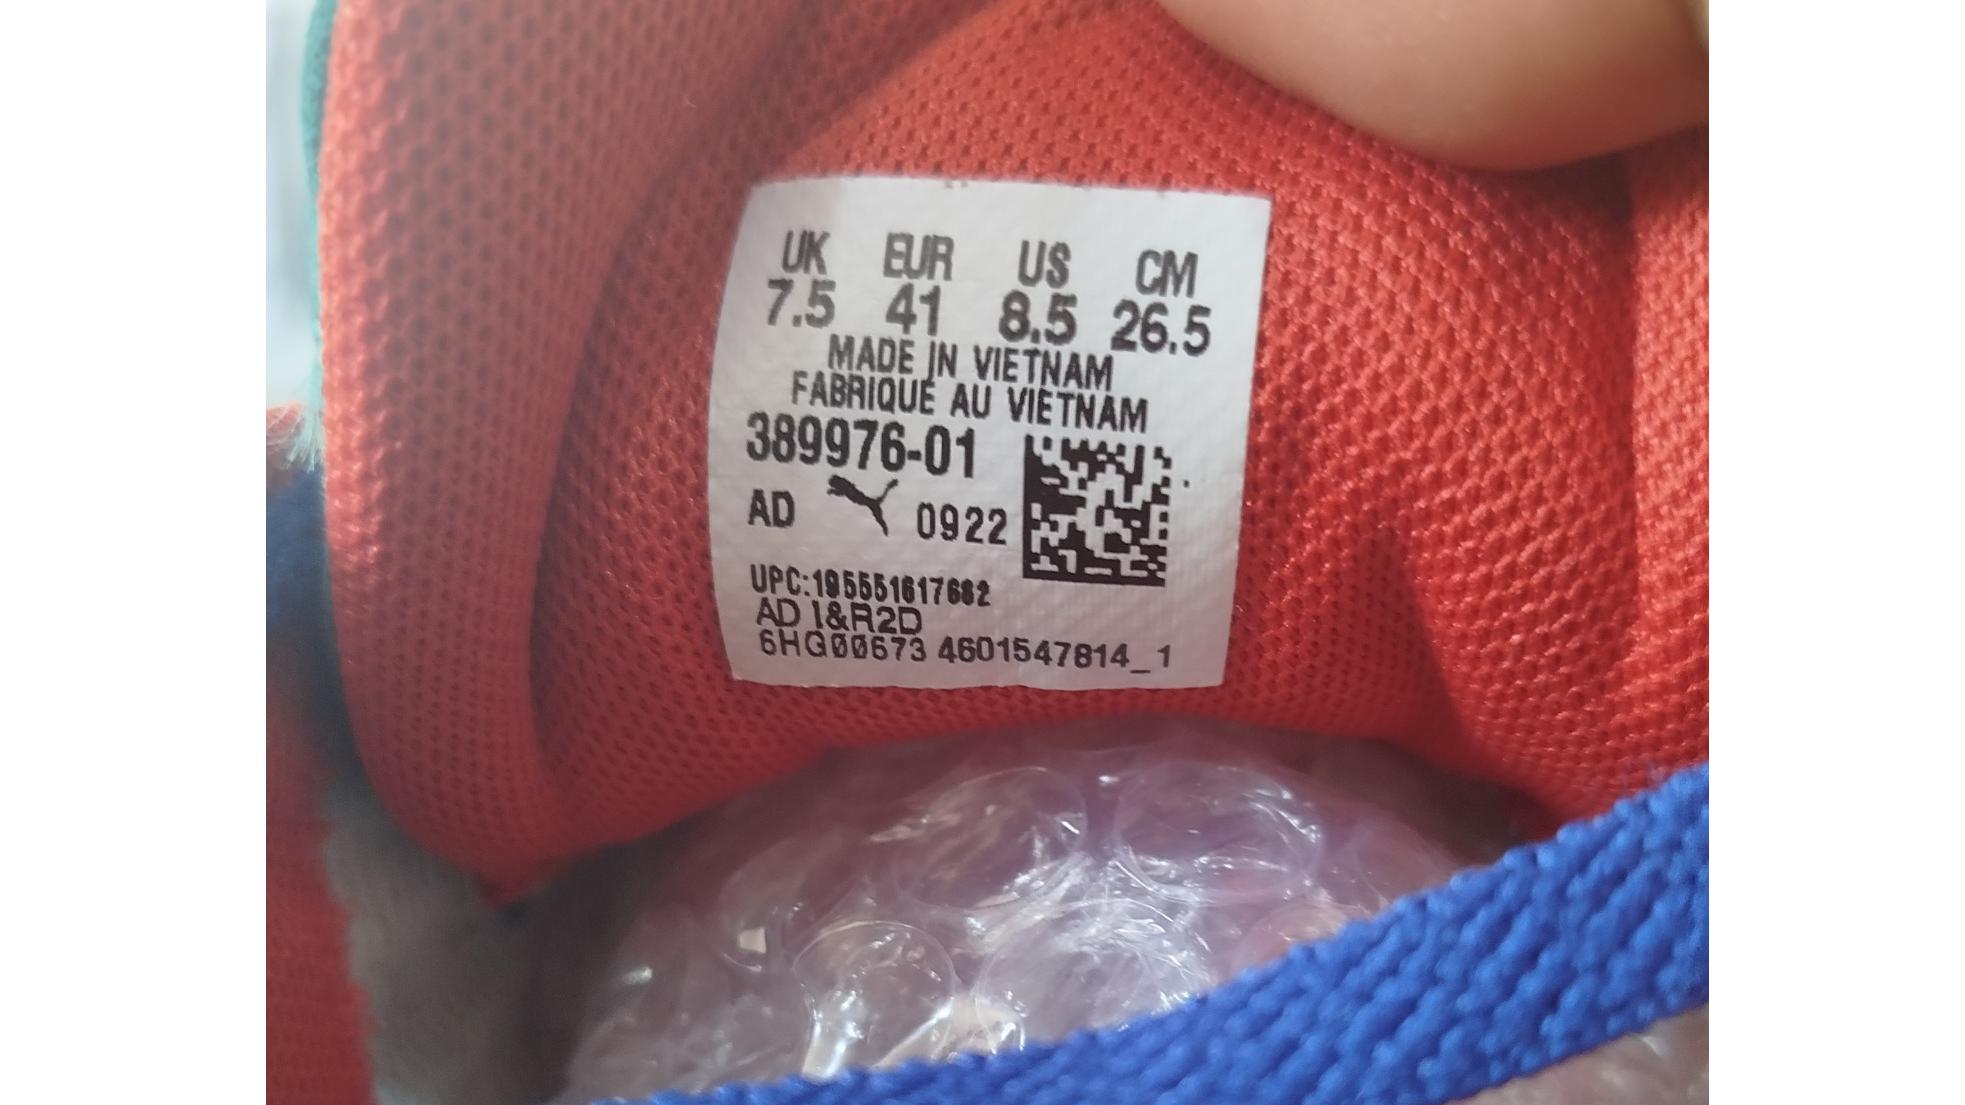 UK EUR US CM
7.5 41 8.5 26.5
MADE IN VIETNAM
FABRIQUÉ AU VIETNAM
389976-01
AD 0922
UPC:195551617682
AD I&R2D
6HG00673 4601547814_1